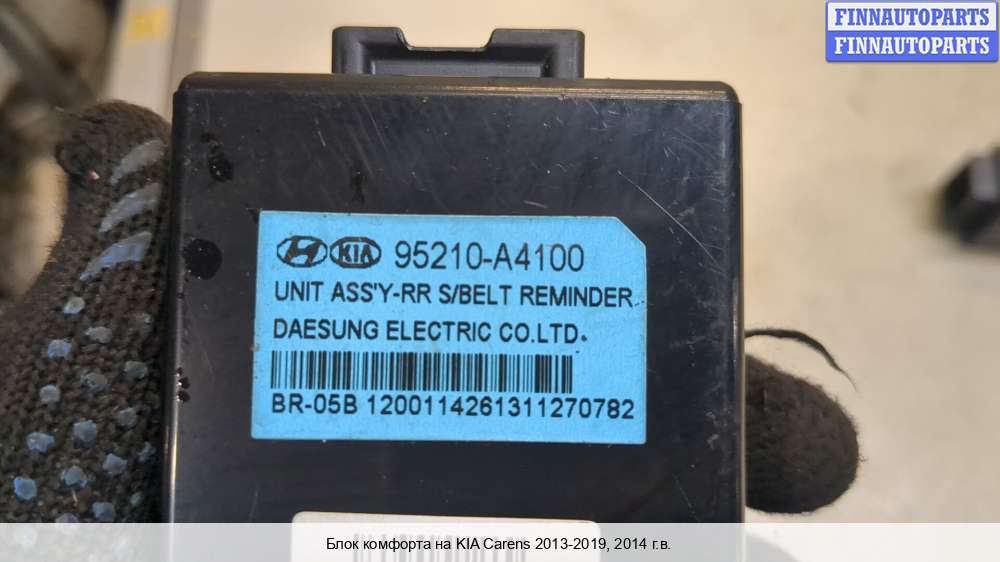 FINNAUTOPARTS
FINNAUTOPARTS
KIA 95210-A4100
UNIT ASS'Y-RR S/BELT REMINDER
DAESUNG ELECTRIC CO.LTD.
BR-05B 1200114261311270782
Блок комфорта на KIA Carens 2013-2019, 2014 г.в.